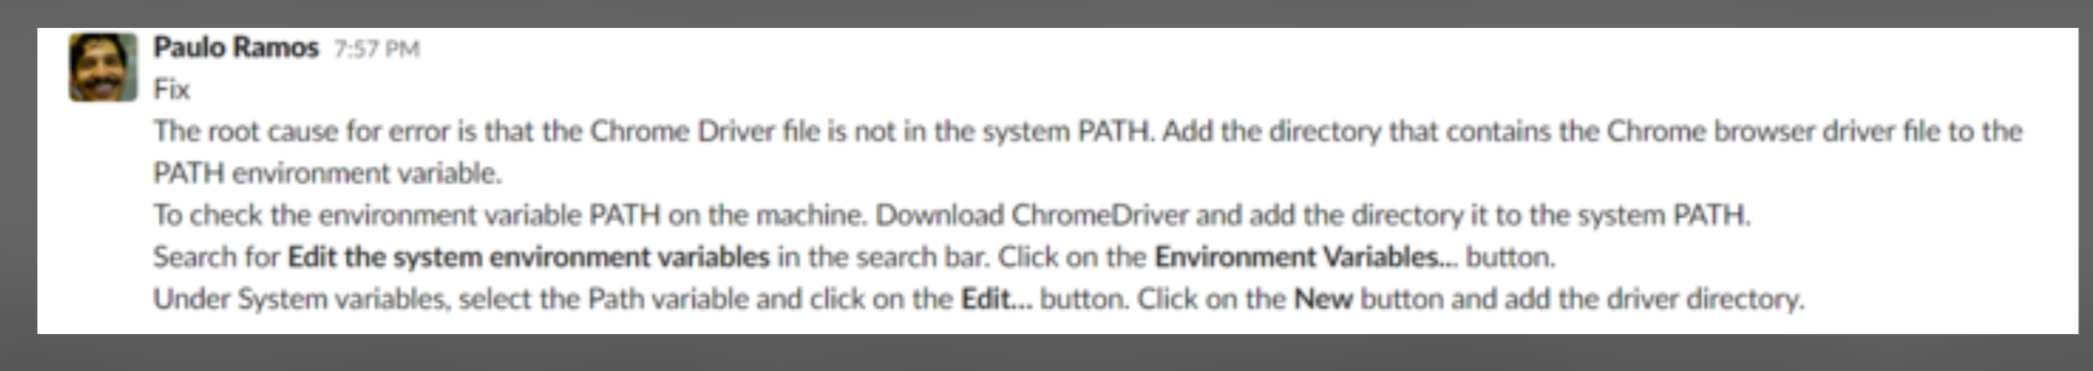 Paulo Ramos 7:57 PM
Fix
The root cause for error is that the Chrome Driver file is not in the system PATH. Add the directory that contains the Chrome browser driver file to the
PATH environment variable.
To check the environment variable PATH on the machine. Download ChromeDriver and add the directory it to the system PATH.
Search for Edit the system environment variables in the search bar. Click on the Environment Variables... button.
Under System variables, select the Path variable and click on the Edit... button. Click on the New button and add the driver directory.